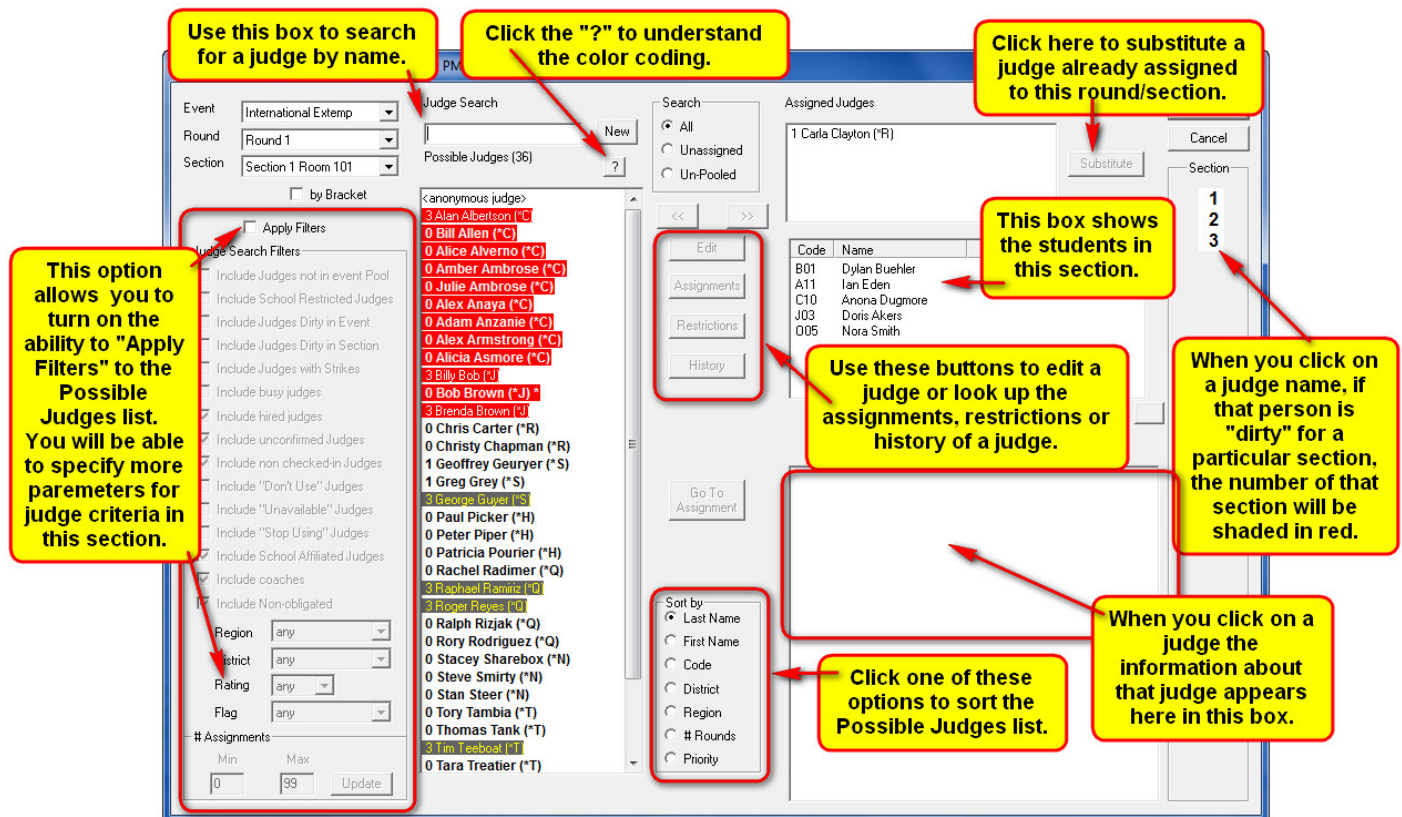 Use this box to search
for a judge by name.
Click the "?" to understand
the color coding.
Click here to substitute a
judge already assigned
to this round/section.
PM
Event
International Extemp
Round
Round 1
Section
Section 1 Room 101
by Bracket
Judge Search
New
Possible Judges (36)
?
Search
All
Unassigned
Un-Pooled
Assigned Judges
1 Carla Clayton (*R)
Substitute
Cancel
Section
1
2
3
Apply Filters
Judge Search Filters
Include Judges not in event Pool
Include School Restricted Judges
Include Judges Dirty in Event
Include Judges Dirty in Section
Include Judges with Strikes
Include busy judges
Include hired judges
Include unconfirmed Judges
Include non checked-in Judges
Include "Don't Use" Judges
Include "Unavailable" Judges
Include "Stop Using" Judges
Include School Affiliated Judges
Include coaches
Include Non-obligated
Region
any
District
any
Rating
any
Flag
any
# Assignments
Min
Max
0
99
Update
This option
allows you to
turn on the
ability to "Apply
Filters" to the
Possible
Judges list.
You will be able
to specify more
paremeters for
judge criteria in
this section.
<anonymous judge>
3 Alan Albertson (*C)
0 Bill Allen (*C)
0 Alice Alverno (*C)
0 Amber Ambrose (*C)
0 Julie Ambrose (*C)
0 Alex Anaya (*C)
0 Adam Anzanie (*C)
0 Alex Armstrong (*C)
0 Alicia Asmore (*C)
3 Billy Bob (*J)
0 Bob Brown (*J) *
3 Brenda Brown (*J)
0 Chris Carter (*R)
0 Christy Chapman (*R)
1 Geoffrey Geuryer (*S)
1 Greg Grey (*S)
3 George Guyer (*S)
0 Paul Picker (*H)
0 Peter Piper (*H)
0 Patricia Pourier (*H)
0 Rachel Radimer (*Q)
3 Raphael Ramiriz (*Q)
3 Roger Reyes (*Q)
0 Ralph Rizjak (*Q)
0 Rory Rodriguez (*Q)
0 Stacey Sharebox (*N)
0 Steve Smirty (*N)
0 Stan Steer (*N)
0 Tory Tambia (*T)
0 Thomas Tank (*T)
3 Tim Teeboat (*T)
0 Tara Treatier (*T)
<<
>>
Edit
Assignments
Restrictions
History
Go To
Assignment
Sort by
Last Name
First Name
Code
District
Region
# Rounds
Priority
Code Name
B01 Dylan Buehler
A11 Ian Eden
C10 Anona Dugmore
J03 Doris Akers
O05 Nora Smith
This box shows
the students in
this section.
Use these buttons to edit a
judge or look up the
assignments, restrictions or
history of a judge.
When you click on
a judge name, if
that person is
"dirty" for a
particular section,
the number of that
section will be
shaded in red.
When you click on a
judge the
information about
that judge appears
here in this box.
Click one of these
options to sort the
Possible Judges list.